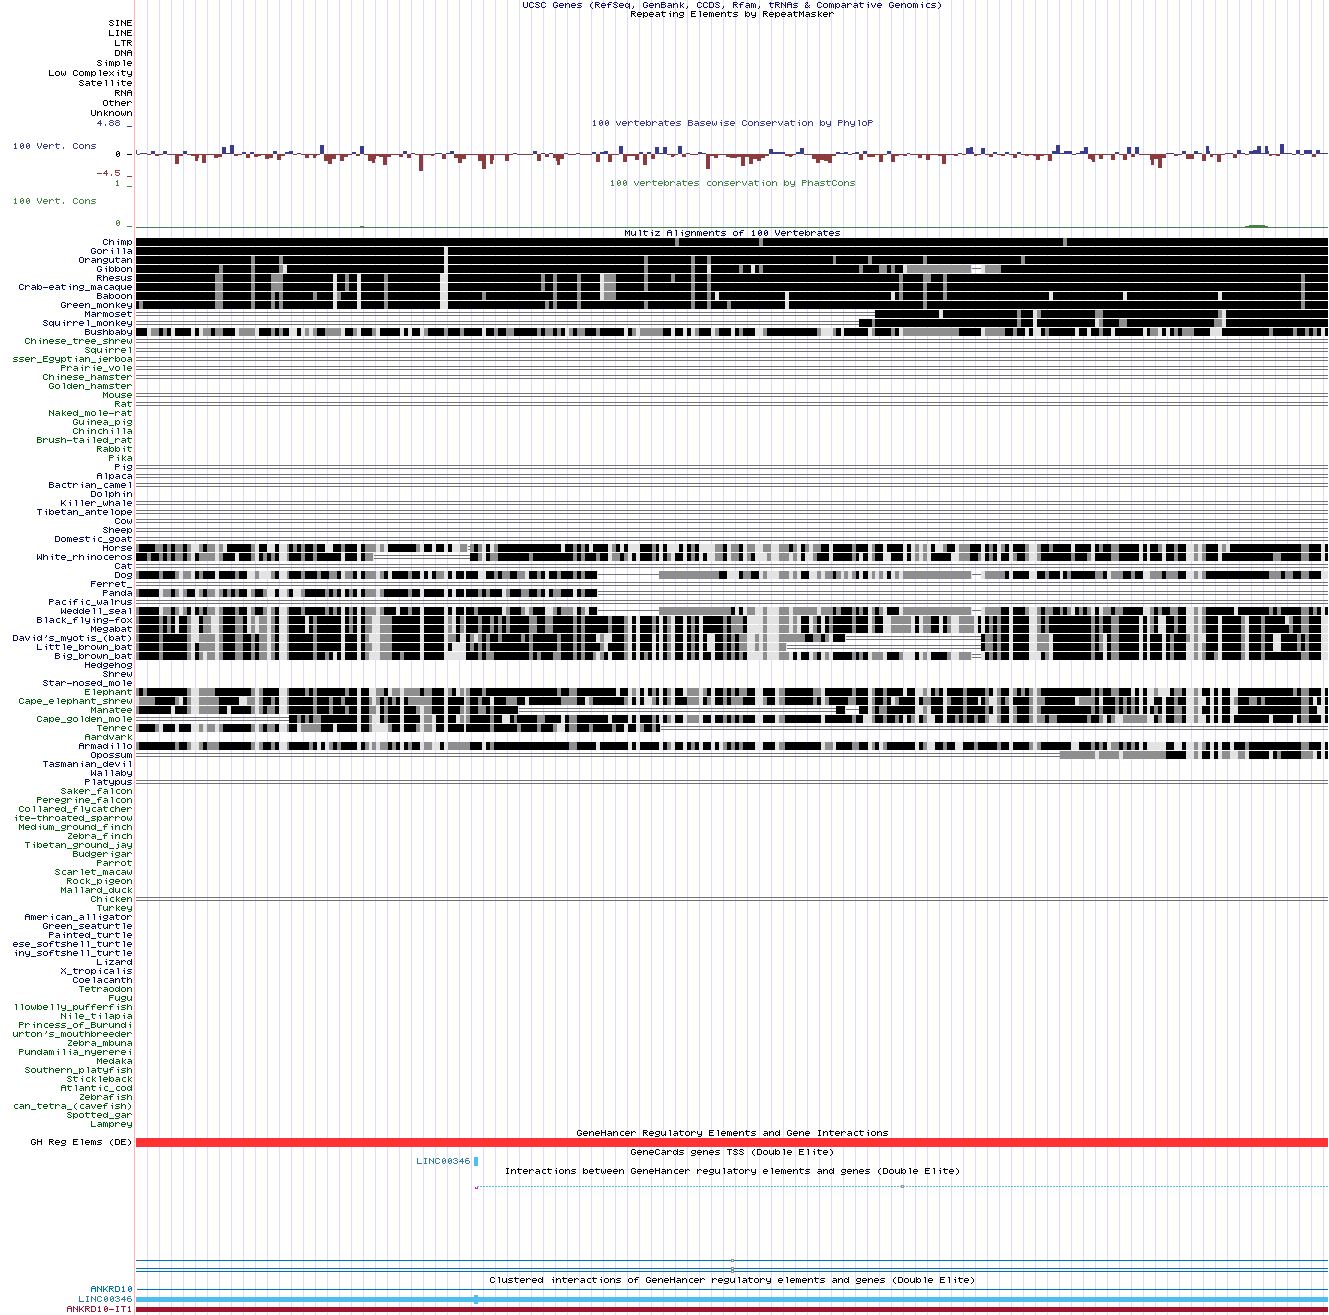 UCSC Genes (RefSeq, GenBank, CCDS, Rfam, tRNAs & Comparative Genomics)
Repeating Elements by RepeatMasker
SINE
LINE
LTR
DNA
Simple
Low Complexity
Satellite
RNA
Other
Unknown
4.88 _
100 vertebrates Basewise Conservation by PhyloP
100 Vert. Cons
0 -
-4.5 _
1 _
100 vertebrates conservation by PhastCons
100 Vert. Cons
0 _
Multiz Alignments of 100 Vertebrates
Chimp
Gorilla
Orangutan
Gibbon
Rhesus
Crab-eating_macaque
Baboon
Green_monkey
Marmoset
Squirrel_monkey
Bushbaby
Chinese_tree_shrew
Squirrel
sser_Egyptian_jerboa
Prairie_vole
Chinese_hamster
Golden_hamster
Mouse
Rat
Naked_mole-rat
Guinea_pig
Chinchilla
Brush-tailed_rat
Rabbit
Pika
Pig
Alpaca
Bactrian_camel
Dolphin
Killer_whale
Tibetan_antelope
Cow
Sheep
Domestic_goat
Horse
White_rhinoceros
Cat
Dog
Ferret_
Panda
Pacific_walrus
Weddell_seal
Black_flying-fox
Megabat
David's_myotis_(bat)
Little_brown_bat
Big_brown_bat
Hedgehog
Shrew
Star-nosed_mole
Elephant
Cape_elephant_shrew
Manatee
Cape_golden_mole
Tenrec
Aardvark
Armadillo
Opossum
Tasmanian_devil
Wallaby
Platypus
Saker_falcon
Peregrine_falcon
Collared_flycatcher
ite-throated_sparrow
Medium_ground_finch
Zebra_finch
Tibetan_ground_jay
Budgerigar
Parrot
Scarlet_macaw
Rock_pigeon
Mallard_duck
Chicken
Turkey
American_alligator
Green_seaturtle
Painted_turtle
ese_softshell_turtle
iny_softshell_turtle
Lizard
X_tropicalis
Coelacanth
Tetraodon
Fugu
llowbelly_pufferfish
Nile_tilapia
Princess_of_Burundi
urton's_mouthbreeder
Zebra_mbuna
Pundamilia_nyererei
Medaka
Southern_platyfish
Stickleback
Atlantic_cod
Zebrafish
can_tetra_(cavefish)
Spotted_gar
Lamprey
GeneHancer Regulatory Elements and Gene Interactions
GH Reg Elems (DE)
GeneCards genes TSS (Double Elite)
LINC00346
Interactions between GeneHancer regulatory elements and genes (Double Elite)
Clustered interactions of GeneHancer regulatory elements and genes (Double Elite)
ANKRD10
LINC00346
ANKRD10-IT1